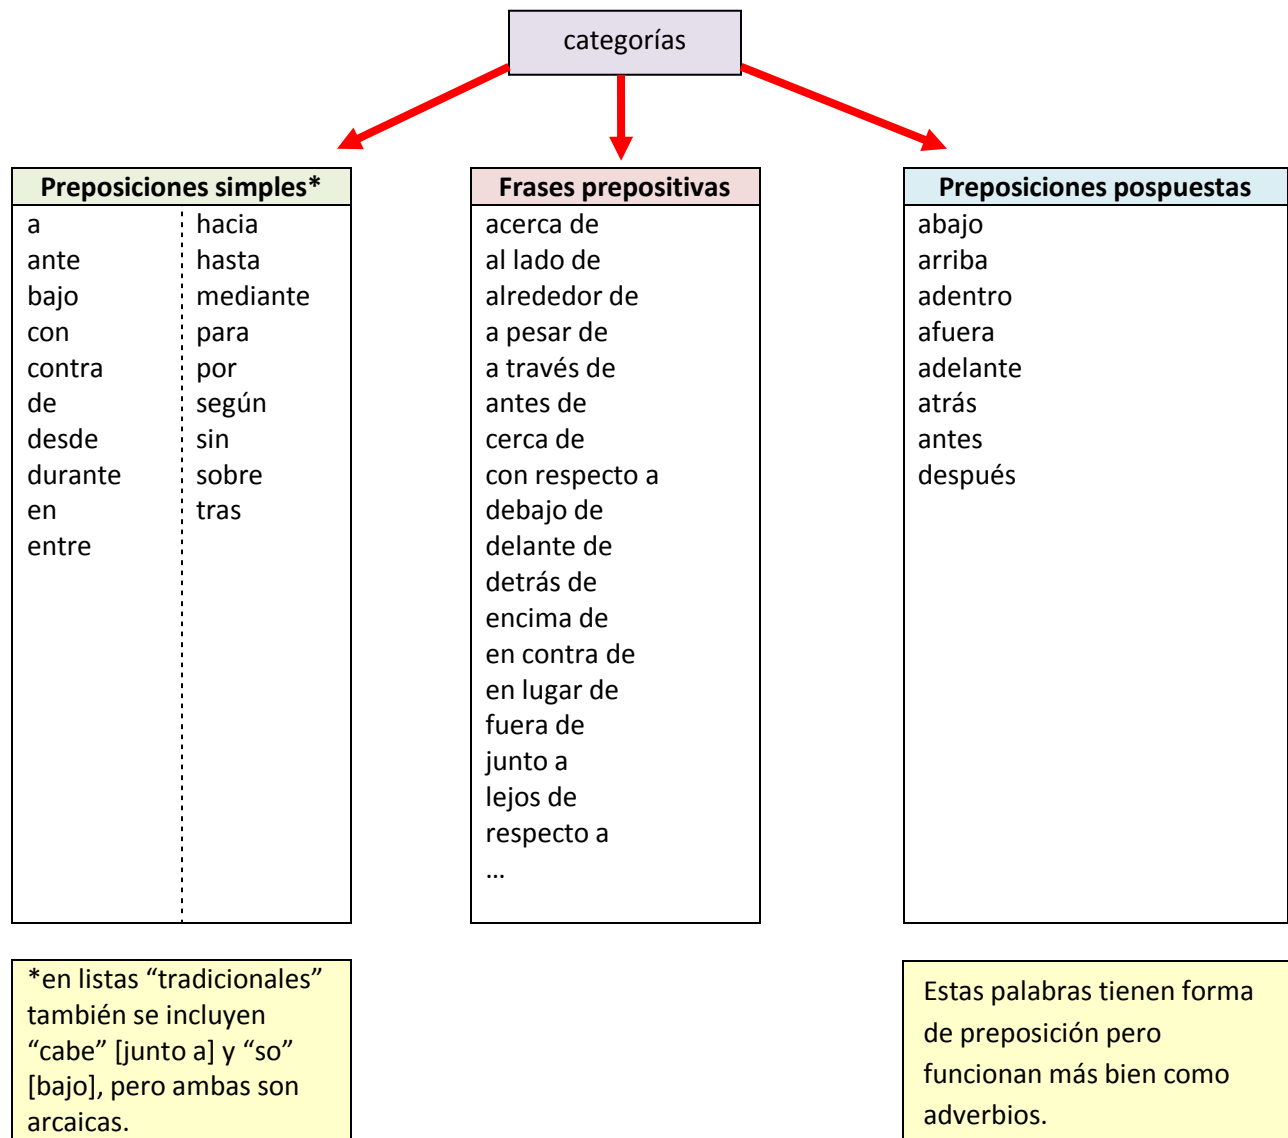 categorías
Preposiciones simples*
a
ante
bajo
con
contra
de
desde
durante
en
entre
hacia
hasta
mediante
para
por
según
sin
sobre
tras
Frases prepositivas
acerca de
al lado de
alrededor de
a pesar de
a través de
antes de
cerca de
con respecto a
debajo de
delante de
detrás de
encima de
en contra de
en lugar de
fuera de
junto a
lejos de
respecto a
...
Preposiciones pospuestas
abajo
arriba
adentro
afuera
adelante
atrás
antes
después
*en listas “tradicionales”
también se incluyen
“cabe” [junto a] y “so”
[bajo], pero ambas son
arcaicas.
Estas palabras tienen forma
de preposición pero
funcionan más bien como
adverbios.